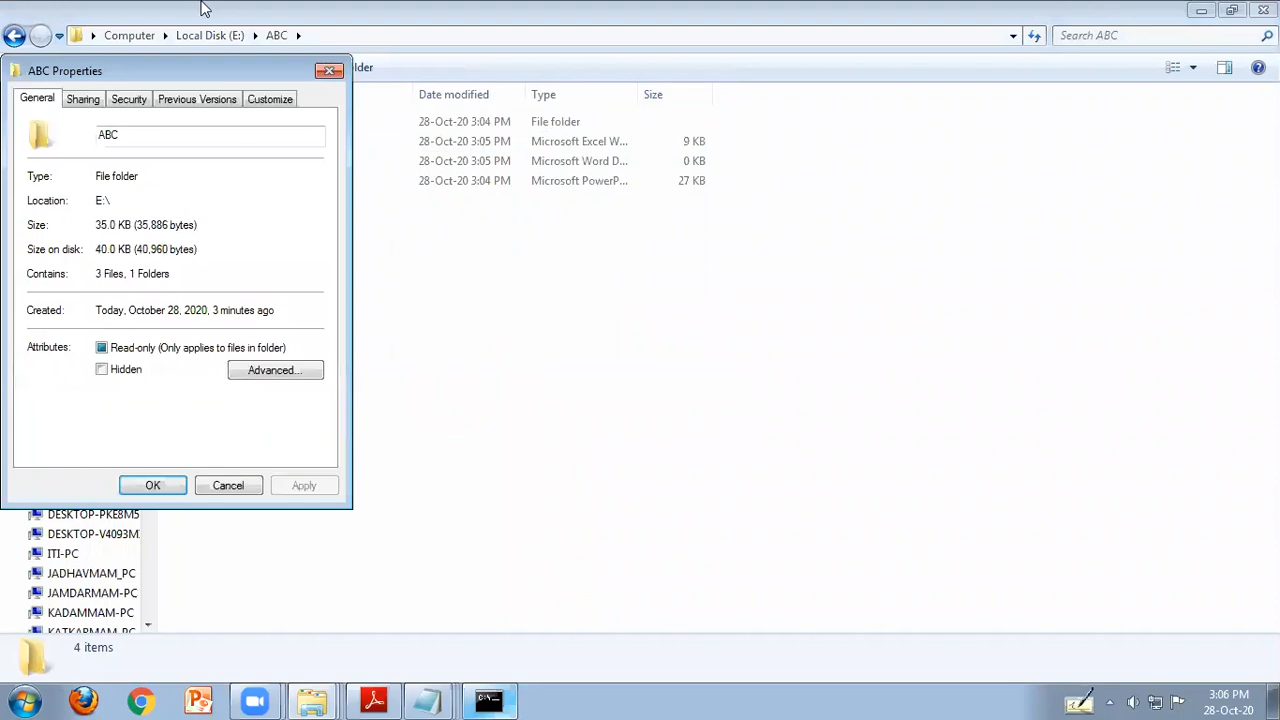 Computer Local Disk (E:) ABC
Search ABC
ABC Properties
lder
General Sharing Security Previous Versions Customize
Date modified Type Size
ABC
28-Oct-20 3:04 PM File folder
28-Oct-20 3:05 PM Microsoft Excel W... 9 KB
28-Oct-20 3:05 PM Microsoft Word D... 0 KB
28-Oct-20 3:04 PM Microsoft PowerP... 27 KB
Type: File folder
Location: E:\
Size: 35.0 KB (35,886 bytes)
Size on disk: 40.0 KB (40,960 bytes)
Contains: 3 Files, 1 Folders
Created: Today, October 28, 2020, 3 minutes ago
Attributes: Read-only (Only applies to files in folder)
Hidden Advanced...
OK Cancel Apply
DESKTOP-PKE8M5
DESKTOP-V4093M
ITI-PC
JADHAVMAM_PC
JAMDARMAM-PC
KADAMMAM-PC
KATKARMAM_PC
4 items
3:06 PM
28-Oct-20